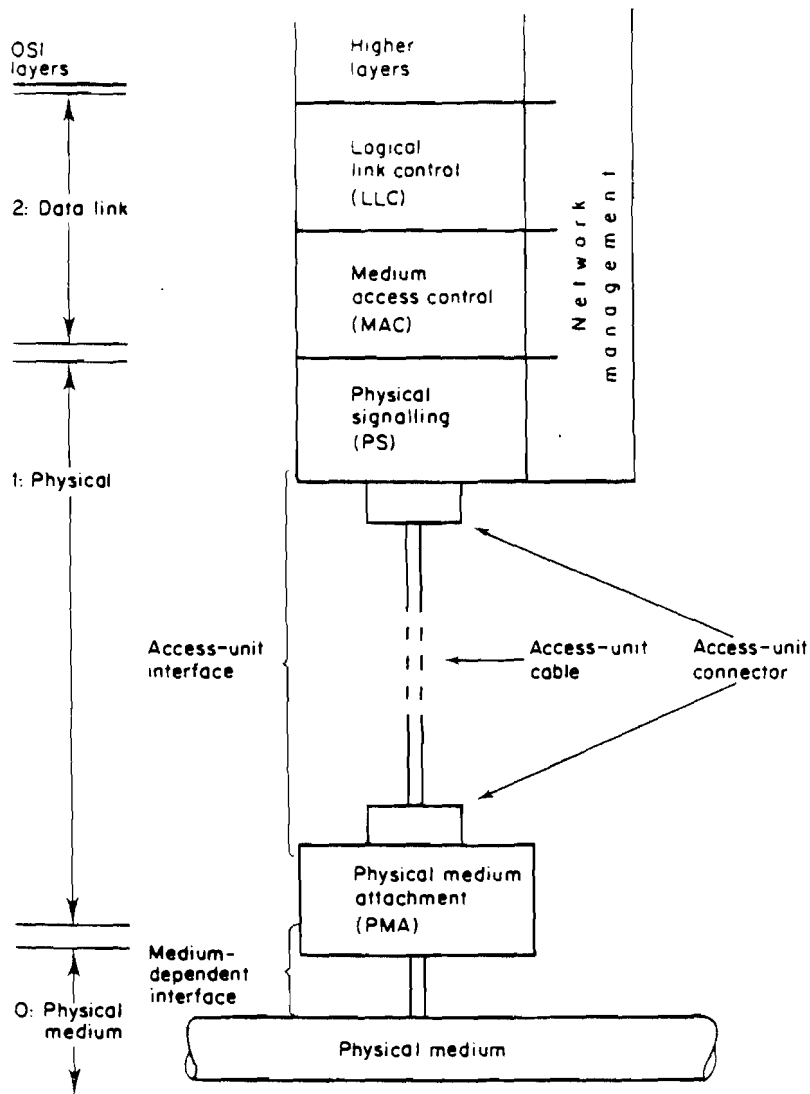 OSI
layers
Higher
layers
Logical
link control
(LLC)
2: Data link
Medium
access control
(MAC)
Network
management
Physical
signalling
(PS)
1: Physical
Access-unit
interface
Access-unit
cable
Access-unit
connector
Physical medium
attachment
(PMA)
Medium-
dependent
interface
0: Physical
medium
Physical medium